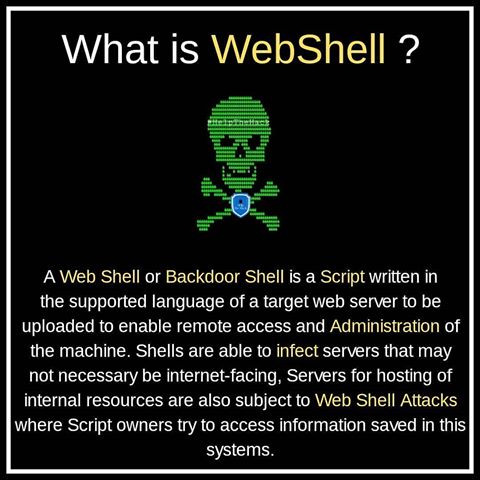 What is WebShell ?
#HelpTheHack
A Web Shell or Backdoor Shell is a Script written in
the supported language of a target web server to be
uploaded to enable remote access and Administration of
the machine. Shells are able to infect servers that may
not necessary be internet-facing, Servers for hosting of
internal resources are also subject to Web Shell Attacks
where Script owners try to access information saved in this
systems.